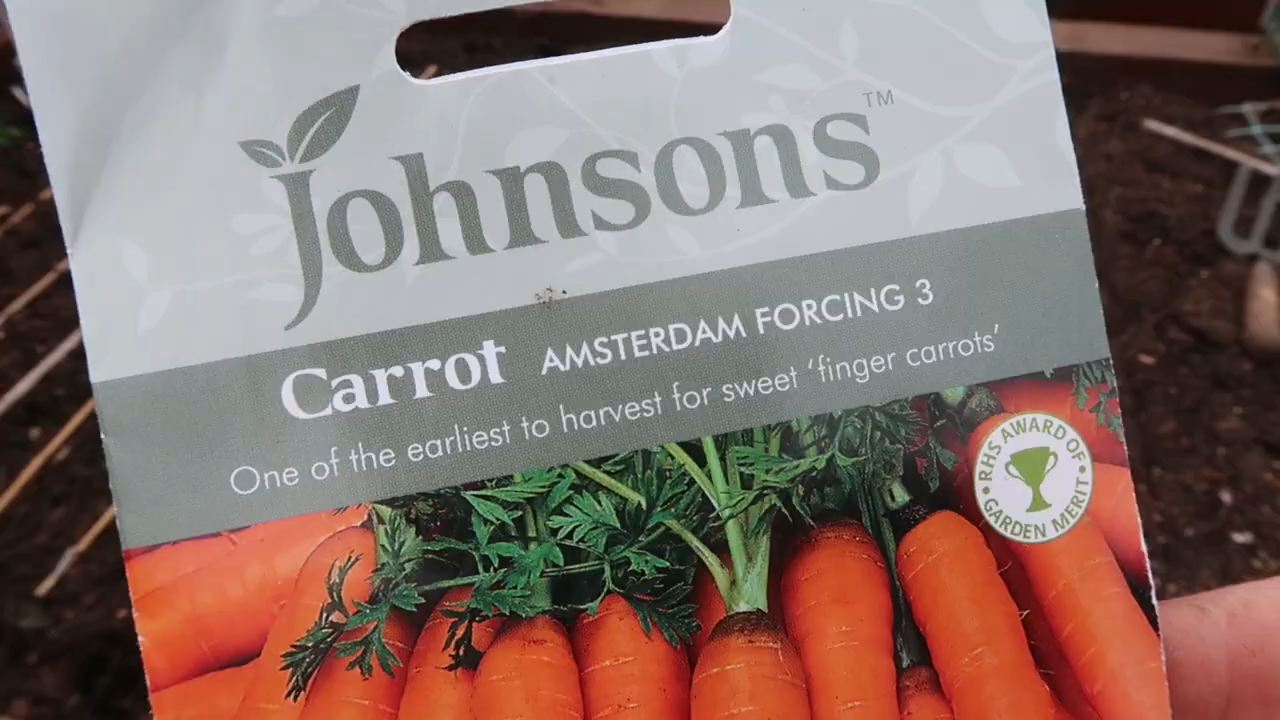 Johnsons™
Carrot AMSTERDAM FORCING 3
One of the earliest to harvest for sweet 'finger carrots'
• RHS AWARD OF •
GARDEN MERIT